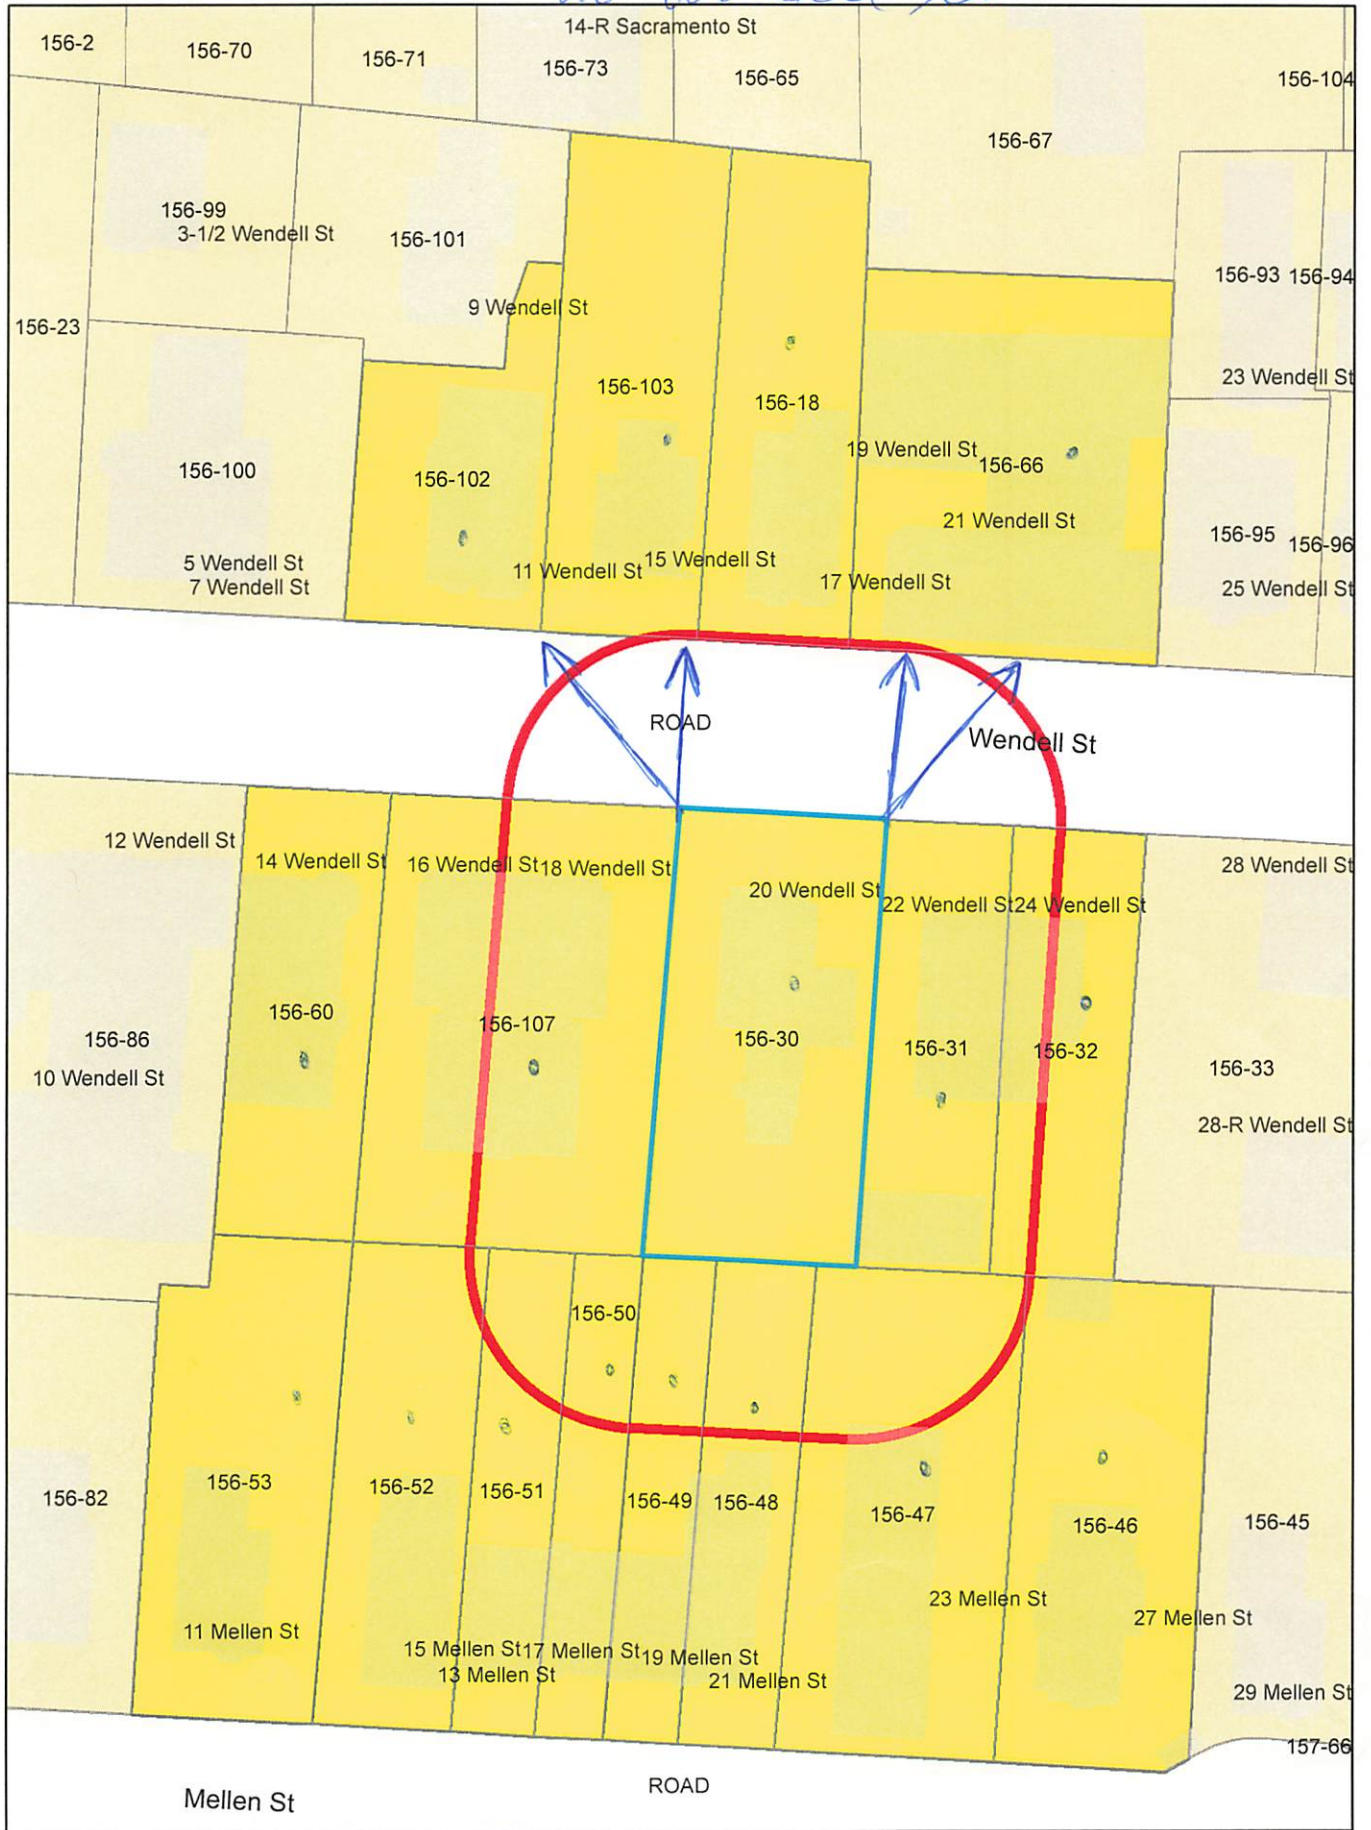 14-R Sacramento St
156-2
156-70
156-71
156-73
156-65
156-104
156-67
156-99
3-1/2 Wendell St
156-101
156-93 156-94
9 Wendell St
156-23
23 Wendell St
156-103
156-18
19 Wendell St
156-66
156-100
156-102
21 Wendell St
156-95 156-96
5 Wendell St
7 Wendell St
11 Wendell St
15 Wendell St
17 Wendell St
25 Wendell St
ROAD
Wendell St
12 Wendell St
14 Wendell St
16 Wendell St
18 Wendell St
20 Wendell St
22 Wendell St
24 Wendell St
28 Wendell St
156-60
156-107
156-30
156-31
156-32
156-86
10 Wendell St
156-33
28-R Wendell St
156-50
156-53
156-52
156-51
156-49
156-48
156-47
156-46
156-82
156-45
23 Mellen St
27 Mellen St
11 Mellen St
15 Mellen St
17 Mellen St
19 Mellen St
13 Mellen St
21 Mellen St
29 Mellen St
157-66
ROAD
Mellen St